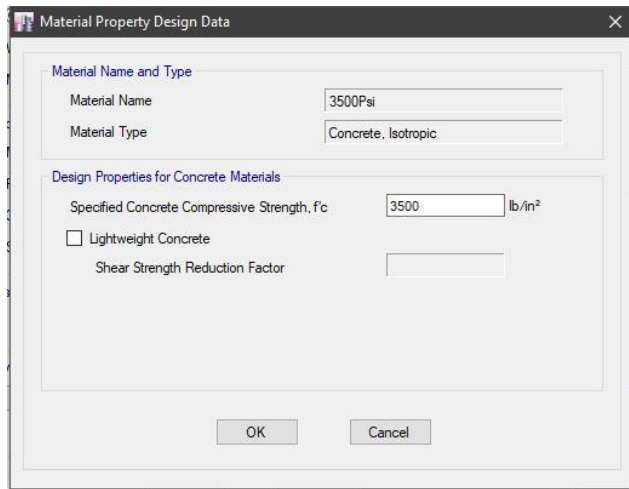 Material Property Design Data
Material Name and Type
Material Name
3500Psi
Material Type
Concrete, Isotropic
Design Properties for Concrete Materials
Specified Concrete Compressive Strength, f'c
3500
lb/in²
Lightweight Concrete
Shear Strength Reduction Factor
OK
Cancel